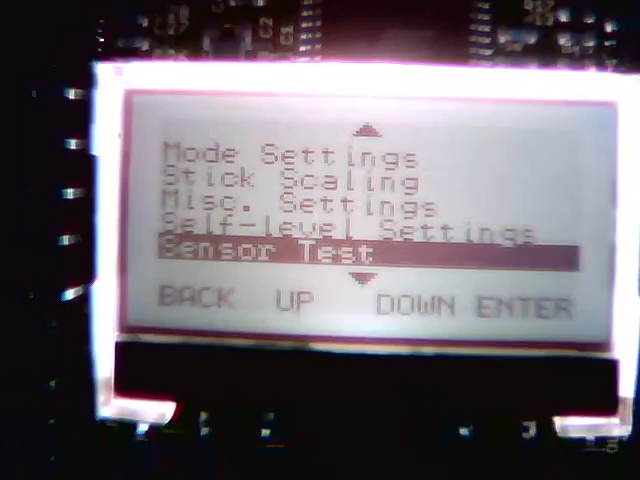 Mode Settings
Stick Scaling
Misc. Settings
Self-level Settings
Sensor Test
BACK UP DOWN ENTER